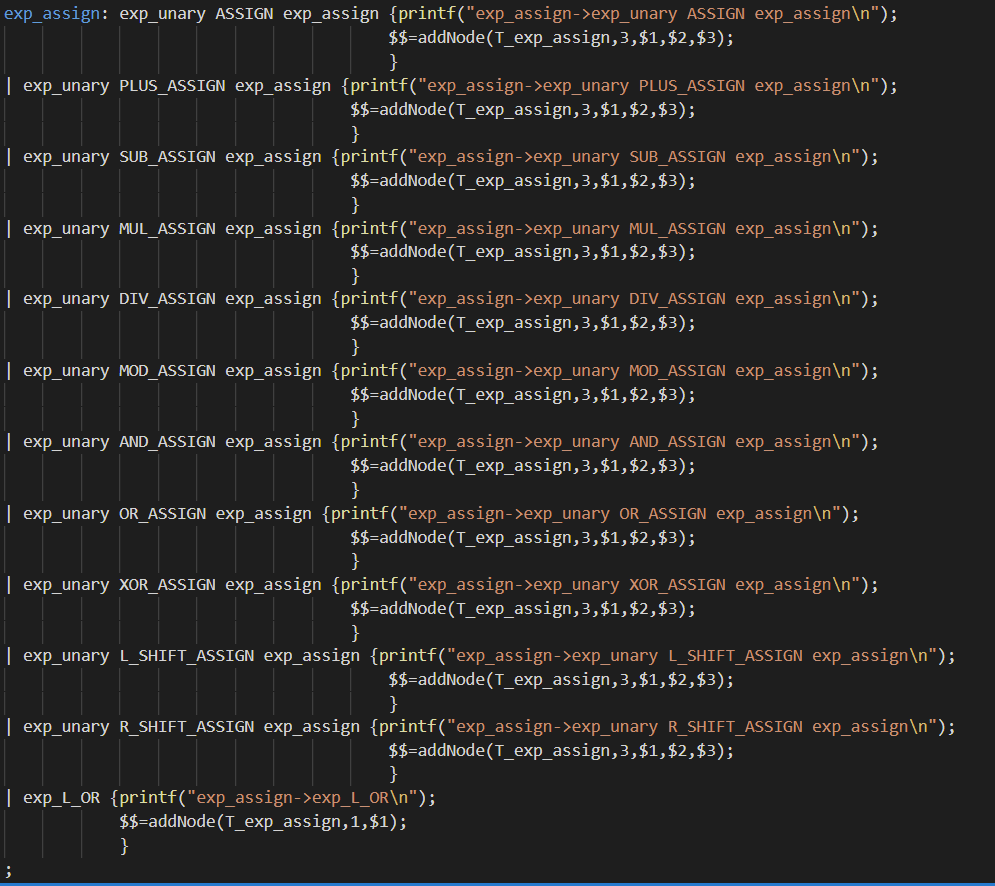 exp_assign: exp_unary ASSIGN exp_assign {printf("exp_assign->exp_unary ASSIGN exp_assign\n");
$$=addNode(T_exp_assign,3,$1,$2,$3);
}
| exp_unary PLUS_ASSIGN exp_assign {printf("exp_assign->exp_unary PLUS_ASSIGN exp_assign\n");
$$=addNode(T_exp_assign,3,$1,$2,$3);
}
| exp_unary SUB_ASSIGN exp_assign {printf("exp_assign->exp_unary SUB_ASSIGN exp_assign\n");
$$=addNode(T_exp_assign,3,$1,$2,$3);
}
| exp_unary MUL_ASSIGN exp_assign {printf("exp_assign->exp_unary MUL_ASSIGN exp_assign\n");
$$=addNode(T_exp_assign,3,$1,$2,$3);
}
| exp_unary DIV_ASSIGN exp_assign {printf("exp_assign->exp_unary DIV_ASSIGN exp_assign\n");
$$=addNode(T_exp_assign,3,$1,$2,$3);
}
| exp_unary MOD_ASSIGN exp_assign {printf("exp_assign->exp_unary MOD_ASSIGN exp_assign\n");
$$=addNode(T_exp_assign,3,$1,$2,$3);
}
| exp_unary AND_ASSIGN exp_assign {printf("exp_assign->exp_unary AND_ASSIGN exp_assign\n");
$$=addNode(T_exp_assign,3,$1,$2,$3);
}
| exp_unary OR_ASSIGN exp_assign {printf("exp_assign->exp_unary OR_ASSIGN exp_assign\n");
$$=addNode(T_exp_assign,3,$1,$2,$3);
}
| exp_unary XOR_ASSIGN exp_assign {printf("exp_assign->exp_unary XOR_ASSIGN exp_assign\n");
$$=addNode(T_exp_assign,3,$1,$2,$3);
}
| exp_unary L_SHIFT_ASSIGN exp_assign {printf("exp_assign->exp_unary L_SHIFT_ASSIGN exp_assign\n");
$$=addNode(T_exp_assign,3,$1,$2,$3);
}
| exp_unary R_SHIFT_ASSIGN exp_assign {printf("exp_assign->exp_unary R_SHIFT_ASSIGN exp_assign\n");
$$=addNode(T_exp_assign,3,$1,$2,$3);
}
| exp_L_OR {printf("exp_assign->exp_L_OR\n");
$$=addNode(T_exp_assign,1,$1);
}
;